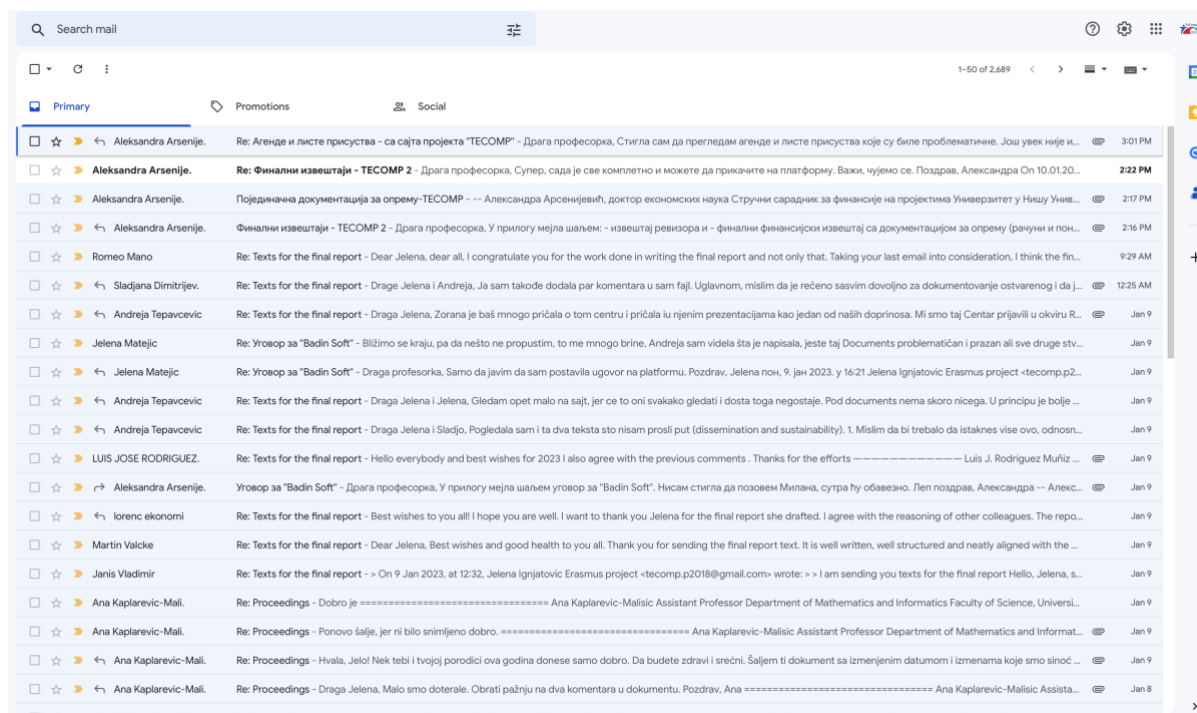 Search mail
1–50 of 2,689
Primary Promotions Social
Aleksandra Arsenije. Re: Агенде и листе присуства - са сајта пројекта "TECOMP" - Драга професорка, Стигла сам да прегледам агенде и листе присуства које су биле проблематичне. Још увек није и... 3:01 PM
Aleksandra Arsenije. Re: Финални извештаји - TECOMP 2 - Драга професорка, Супер, сада је све комплетно и можете да прикачите на платформу. Важи, чујемо се. Поздрав, Александра On 10.01.20... 2:22 PM
Aleksandra Arsenije. Појединачна документација за опрему-TECOMP - -- Александра Арсенијевић, доктор економских наука Стручни сарадник за финансије на пројектима Универзитет у Нишу Унив... 2:17 PM
Aleksandra Arsenije. Финални извештаји - TECOMP 2 - Драга професорка, У прилогу мејла шаљем: - извештај ревизора и - финални финансијски извештај са документацијом за опрему (рачуни и пон... 2:16 PM
Romeo Mano Re: Texts for the final report - Dear Jelena, dear all, I congratulate you for the work done in writing the final report and not only that. Taking your last email into consideration, I think the fin... 9:29 AM
Sladjana Dimitrijev. Re: Texts for the final report - Drage Jelena i Andreja, Ja sam takođe dodala par komentara u sam fajl. Uglavnom, mislim da je rečeno sasvim dovoljno za dokumentovanje ostvarenog i da j... 12:25 AM
Andreja Tepavcevic Re: Texts for the final report - Draga Jelena, Zorana je baš mnogo pričala o tom centru i pričala iu njenim prezentacijama kao jedan od naših doprinosa. Mi smo taj Centar prijavili u okviru R... Jan 9
Jelena Matejic Re: Уговор за "Badin Soft" - Bližimo se kraju, pa da nešto ne propustim, to me mnogo brine, Andreja sam videla šta je napisala, jeste taj Documents problematičan i prazan ali sve druge stv... Jan 9
Jelena Matejic Re: Уговор за "Badin Soft" - Draga profesorka, Samo da javim da sam postavila ugovor na platformu. Pozdrav, Jelena пон, 9. јан 2023. у 16:21 Jelena Ignjatovic Erasmus project <tecomp.p2... Jan 9
Andreja Tepavcevic Re: Texts for the final report - Draga Jelena i Jelena, Gledam opet malo na sajt, jer ce to oni svakako gledati i dosta toga negostaje. Pod documents nema skoro nicega. U principu je bolje ... Jan 9
Andreja Tepavcevic Re: Texts for the final report - Draga Jelena i Sladjo, Pogledala sam i ta dva teksta sto nisam prosli put (dissemination and sustainability). 1. Mislim da bi trebalo da istaknes vise ovo, odnosn... Jan 9
LUIS JOSE RODRIGUEZ. Re: Texts for the final report - Hello everybody and best wishes for 2023 I also agree with the previous comments . Thanks for the efforts ———————————— Luis J. Rodríguez Muñiz ... Jan 9
Aleksandra Arsenije. Уговор за "Badin Soft" - Драга професорка, У прилогу мејла шаљем уговор за "Badin Soft". Нисам стигла да позовем Милана, сутра ћу обавезно. Леп поздрав, Александра -- Алекс... Jan 9
lorenc ekonomi Re: Texts for the final report - Best wishes to you all! I hope you are well. I want to thank you Jelena for the final report she drafted. I agree with the reasoning of other colleagues. The repo... Jan 9
Martin Valcke Re: Texts for the final report - Dear Jelena, Best wishes and good health to you all. Thank you for sending the final report text. It is well written, well structured and neatly aligned with the ... Jan 9
Janis Vladimir Re: Texts for the final report - > On 9 Jan 2023, at 12:32, Jelena Ignjatovic Erasmus project <tecomp.p2018@gmail.com> wrote: > > I am sending you texts for the final report Hello, Jelena, s... Jan 9
Ana Kaplarevic-Mali. Re: Proceedings - Dobro je ================================ Ana Kaplarevic-Malisic Assistant Professor Department of Mathematics and Informatics Faculty of Science, Universi... Jan 9
Ana Kaplarevic-Mali. Re: Proceedings - Ponovo šalje, jer ni bilo snimljeno dobro. ================================ Ana Kaplarevic-Malisic Assistant Professor Department of Mathematics and Informat... Jan 9
Ana Kaplarevic-Mali. Re: Proceedings - Hvala, Jelo! Nek tebi i tvojoj porodici ova godina donese samo dobro. Da budete zdravi i srećni. Šaljem ti dokument sa izmenjenim datumom i izmenama koje smo sinoć ... Jan 9
Ana Kaplarevic-Mali. Re: Proceedings - Draga Jelena, Malo smo doterale. Obrati pažnju na dva komentara u dokumentu. Pozdrav, Ana ================================ Ana Kaplarevic-Malisic Assista... Jan 8